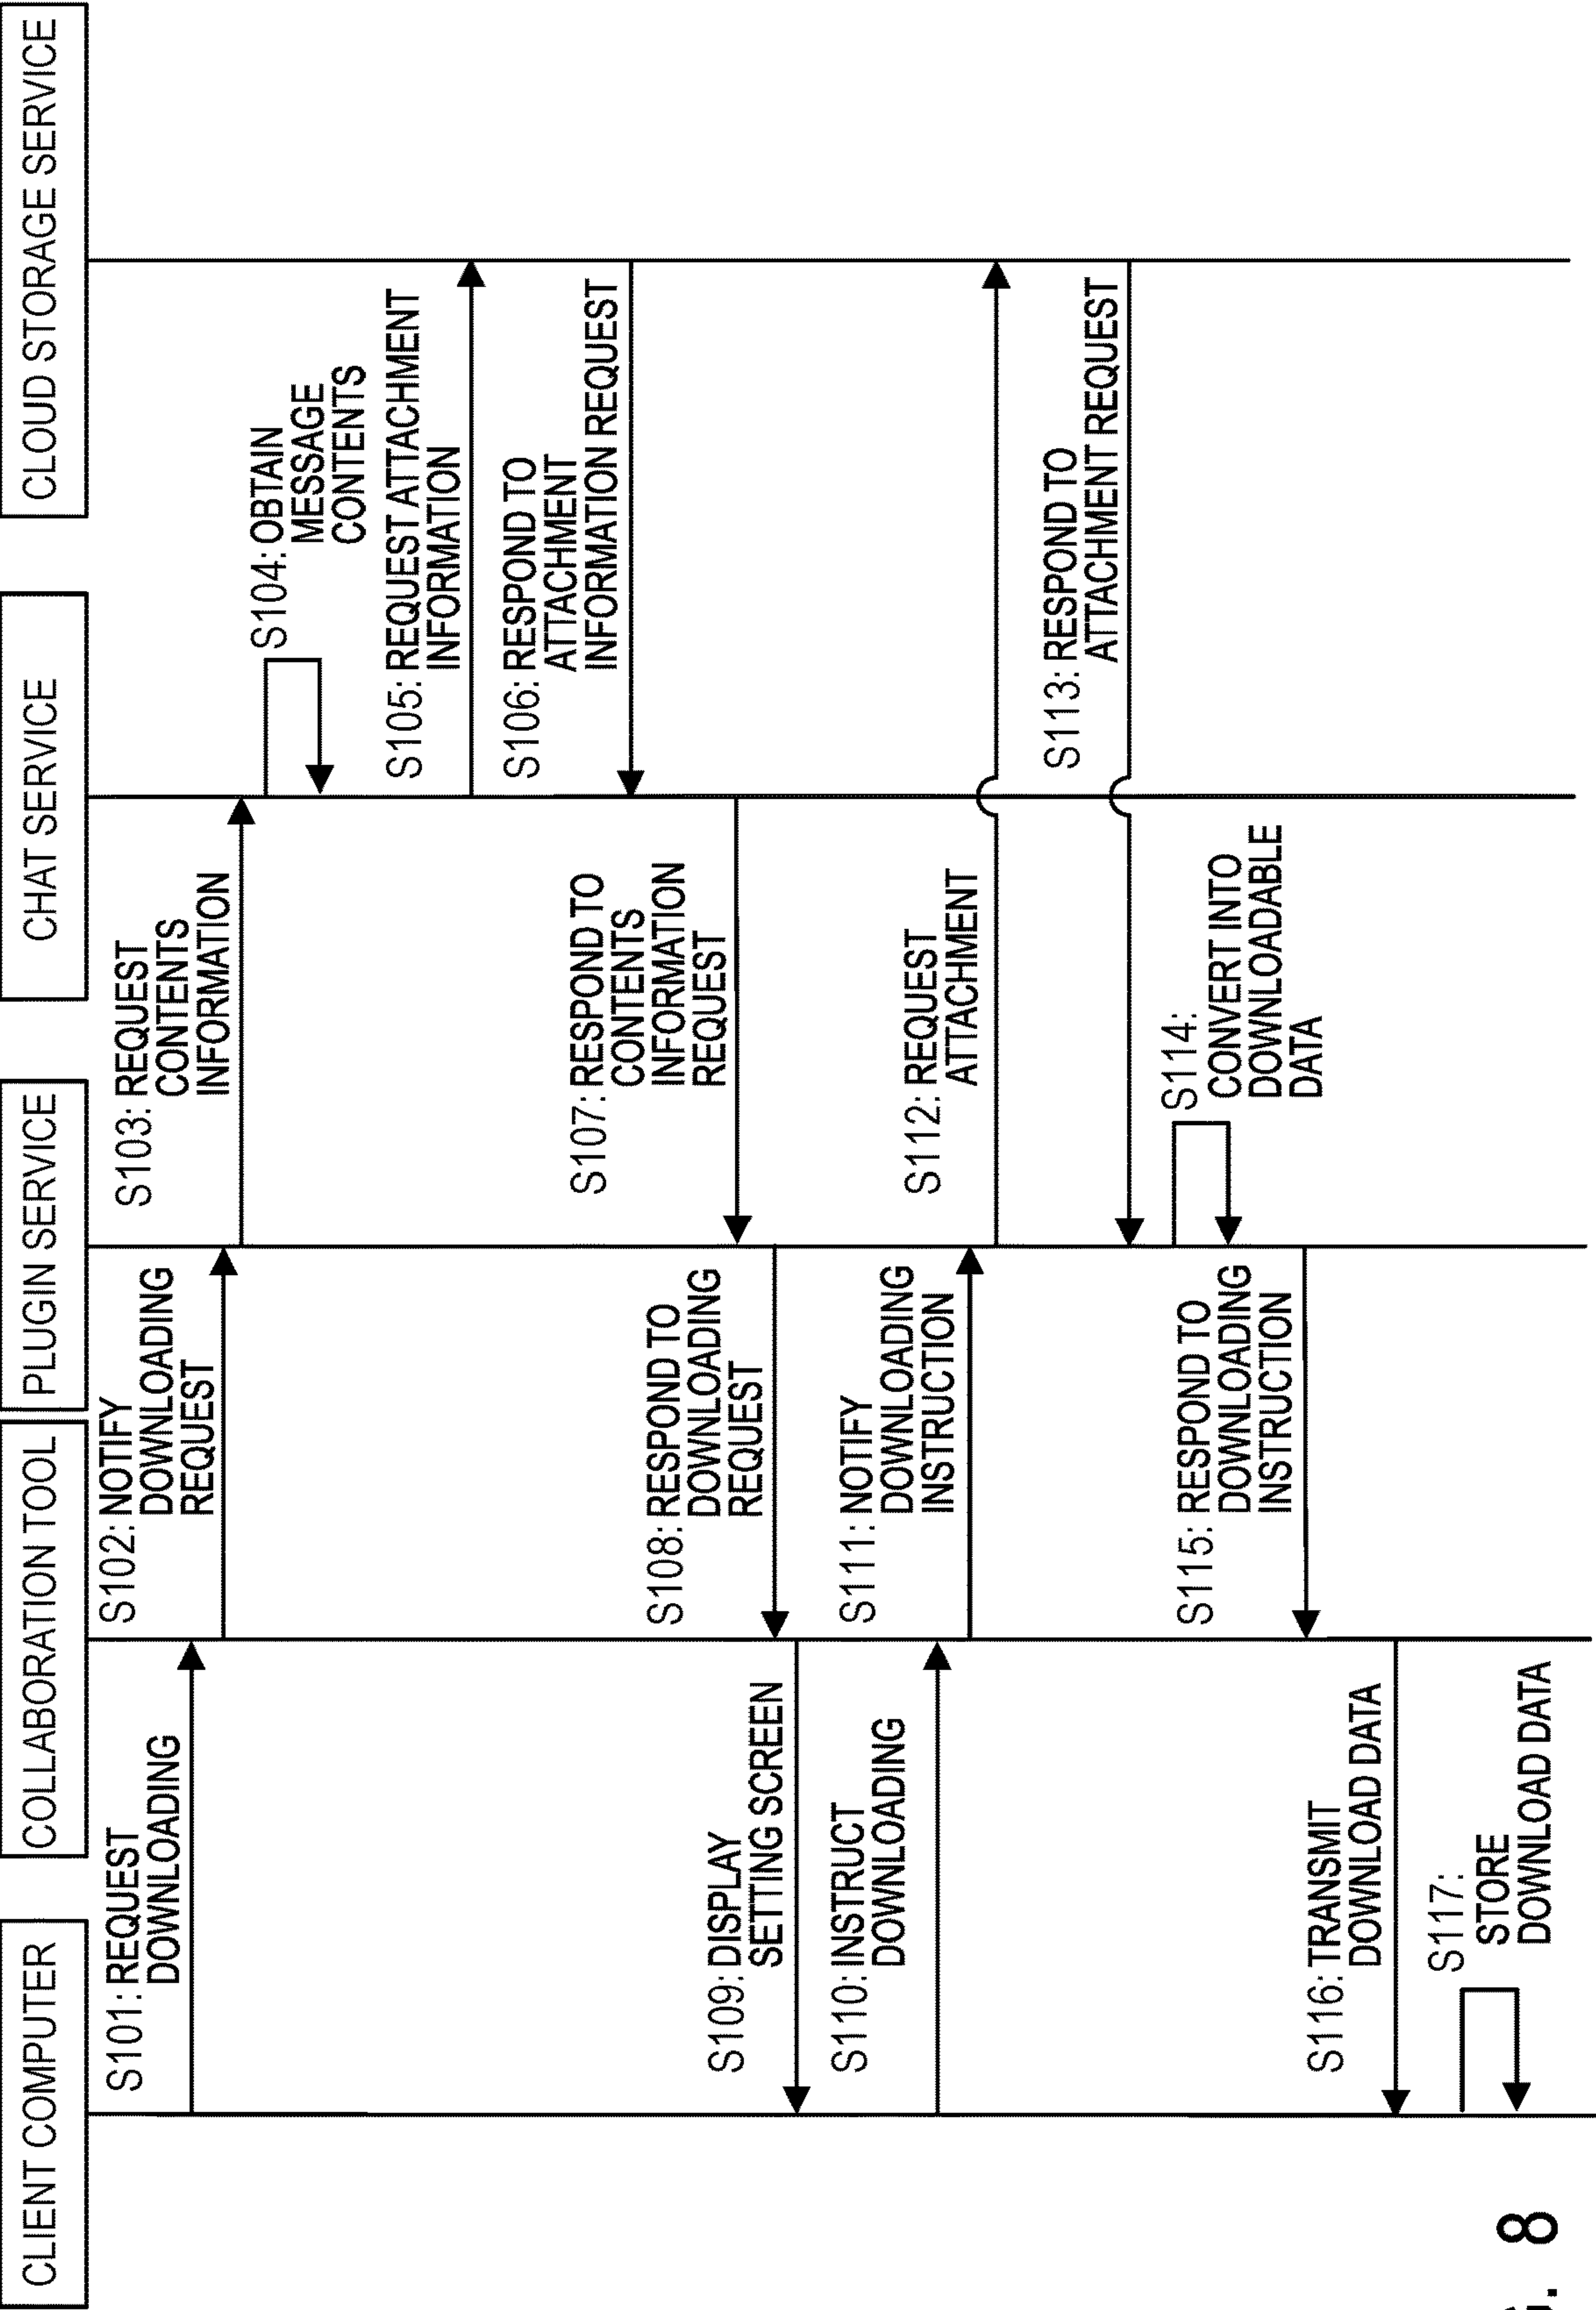 CLIENT COMPUTER
COLLABORATION TOOL
PLUGIN SERVICE
CHAT SERVICE
CLOUD STORAGE SERVICE
S101: REQUEST
DOWNLOADING
S102: NOTIFY
DOWNLOADING
REQUEST
S103: REQUEST
CONTENTS
INFORMATION
S104: OBTAIN
MESSAGE
CONTENTS
S105: REQUEST ATTACHMENT
INFORMATION
S106: RESPOND TO
ATTACHMENT
INFORMATION REQUEST
S107: RESPOND TO
CONTENTS
INFORMATION
REQUEST
S108: RESPOND TO
DOWNLOADING
REQUEST
S109: DISPLAY
SETTING SCREEN
S110: INSTRUCT
DOWNLOADING
S111: NOTIFY
DOWNLOADING
INSTRUCTION
S112: REQUEST
ATTACHMENT
S113: RESPOND TO
ATTACHMENT REQUEST
S114:
CONVERT INTO
DOWNLOADABLE
DATA
S115: RESPOND TO
DOWNLOADING
INSTRUCTION
S116: TRANSMIT
DOWNLOAD DATA
S117:
STORE
DOWNLOAD DATA
8